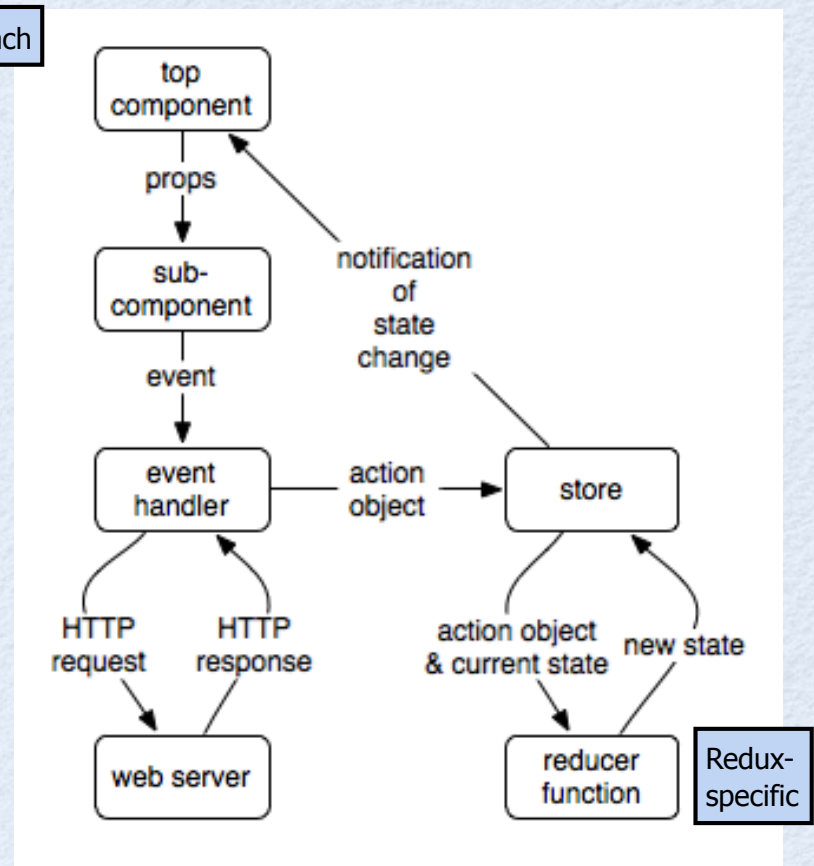 top
component
props
sub-
component
event
notification
of
state
change
event
handler
action
object
store
HTTP
request
HTTP
response
action object
& current state
new state
web server
reducer
function
Redux-
specific